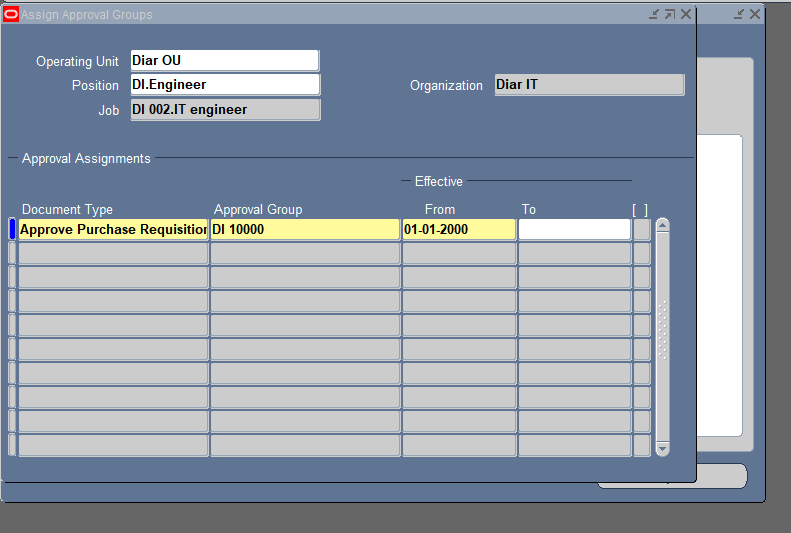 Assign Approval Groups
Operating Unit Diar OU
Position DI.Engineer Organization Diar IT
Job DI 002.IT engineer
Approval Assignments
Effective
Document Type Approval Group From To [ ]
Approve Purchase Requisition DI 10000 01-01-2000